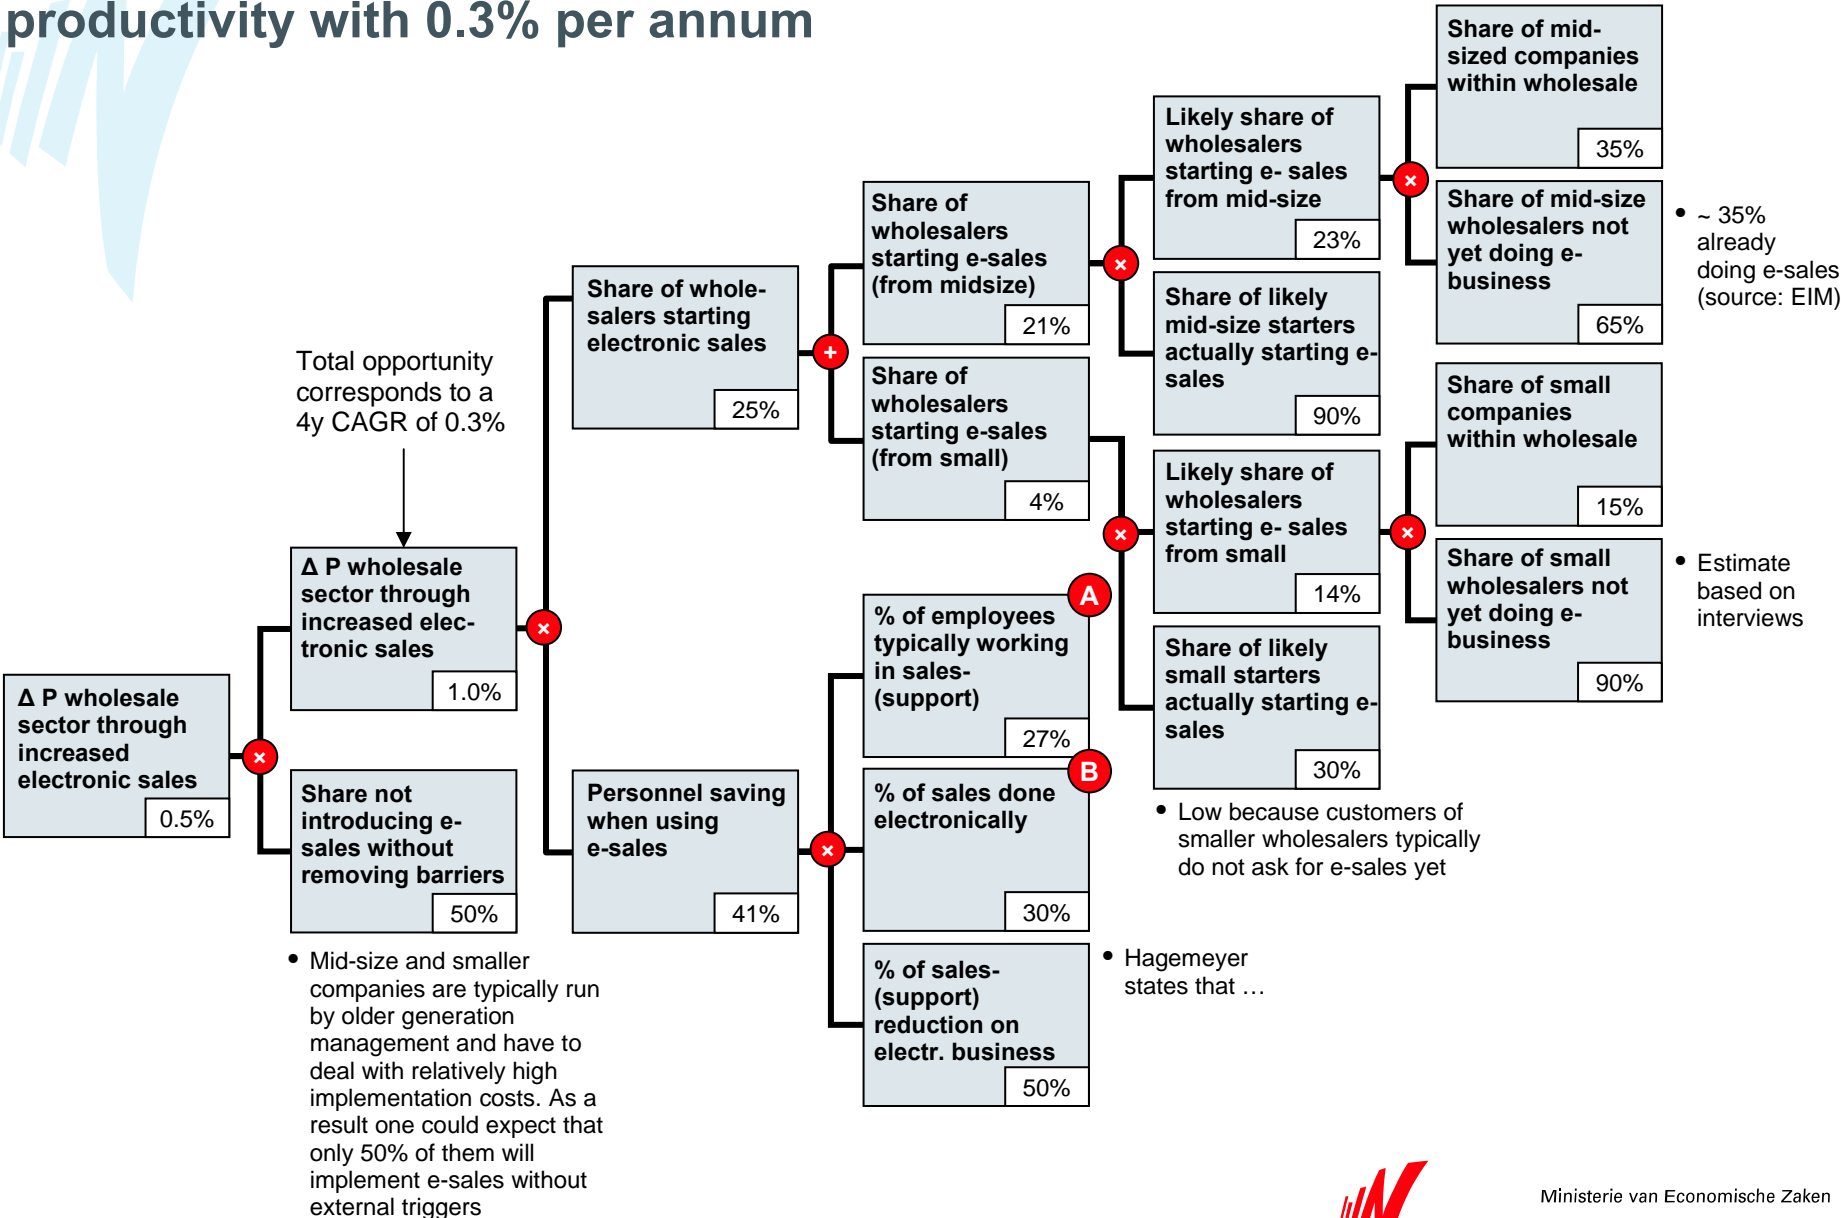 productivity with 0.3% per annum
Total opportunity
corresponds to a
4y CAGR of 0.3%
Δ P wholesale
sector through
increased
electronic sales
0.5%
×
Δ P wholesale
sector through
increased elec-
tronic sales
1.0%
Share not
introducing e-
sales without
removing barriers
50%
• Mid-size and smaller
companies are typically run
by older generation
management and have to
deal with relatively high
implementation costs. As a
result one could expect that
only 50% of them will
implement e-sales without
external triggers
×
Share of whole-
salers starting
electronic sales
25%
Personnel saving
when using
e-sales
41%
+
Share of
wholesalers
starting e-sales
(from midsize)
21%
Share of
wholesalers
starting e-sales
(from small)
4%
×
A
% of employees
typically working
in sales-
(support)
27%
B
% of sales done
electronically
30%
% of sales-
(support)
reduction on
electr. business
50%
• Hagemeyer
states that …
×
Likely share of
wholesalers
starting e- sales
from mid-size
23%
Share of likely
mid-size starters
actually starting e-
sales
90%
×
Likely share of
wholesalers
starting e- sales
from small
14%
Share of likely
small starters
actually starting e-
sales
30%
• Low because customers of
smaller wholesalers typically
do not ask for e-sales yet
×
Share of mid-
sized companies
within wholesale
35%
Share of mid-size
wholesalers not
yet doing e-
business
65%
• ~ 35%
already
doing e-sales
(source: EIM)
×
Share of small
companies
within wholesale
15%
Share of small
wholesalers not
yet doing e-
business
90%
• Estimate
based on
interviews
Ministerie van Economische Zaken